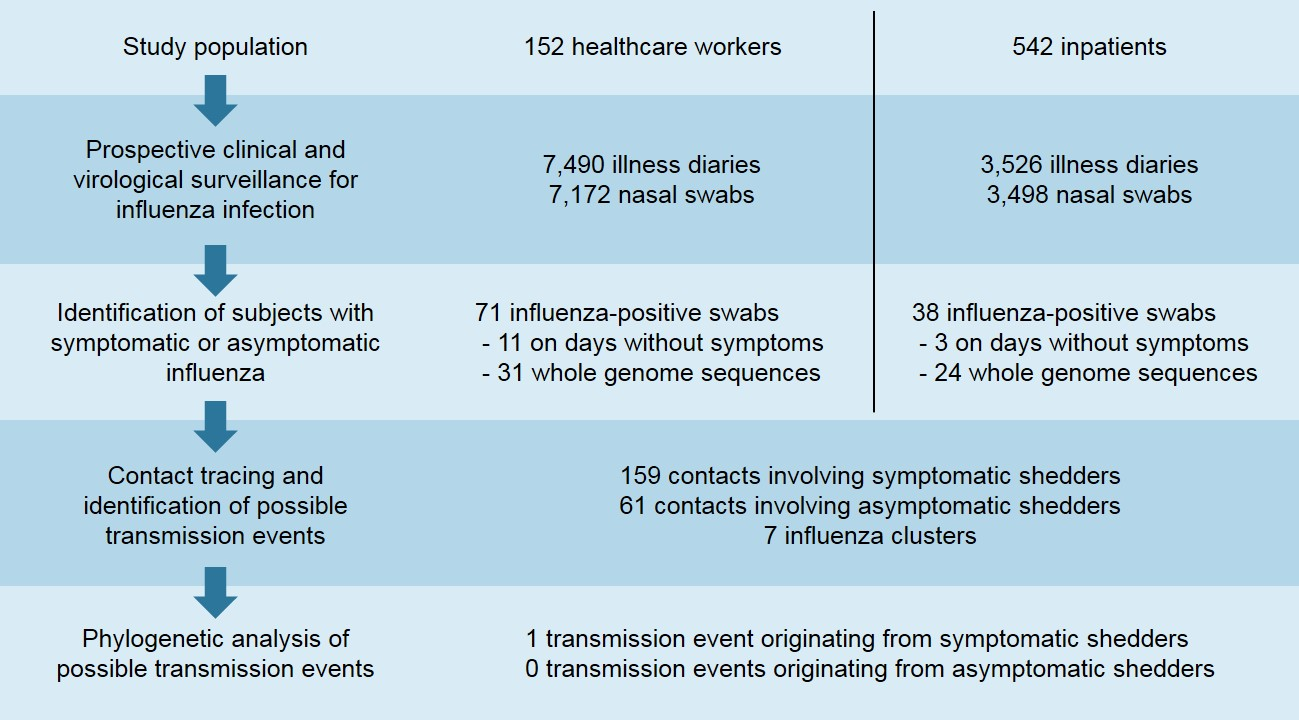 Study population
152 healthcare workers
542 inpatients
Prospective clinical and
virological surveillance for
influenza infection
7,490 illness diaries
7,172 nasal swabs
3,526 illness diaries
3,498 nasal swabs
Identification of subjects with
symptomatic or asymptomatic
influenza
71 influenza-positive swabs
- 11 on days without symptoms
- 31 whole genome sequences
38 influenza-positive swabs
- 3 on days without symptoms
- 24 whole genome sequences
Contact tracing and
identification of possible
transmission events
159 contacts involving symptomatic shedders
61 contacts involving asymptomatic shedders
7 influenza clusters
Phylogenetic analysis of
possible transmission events
1 transmission event originating from symptomatic shedders
0 transmission events originating from asymptomatic shedders